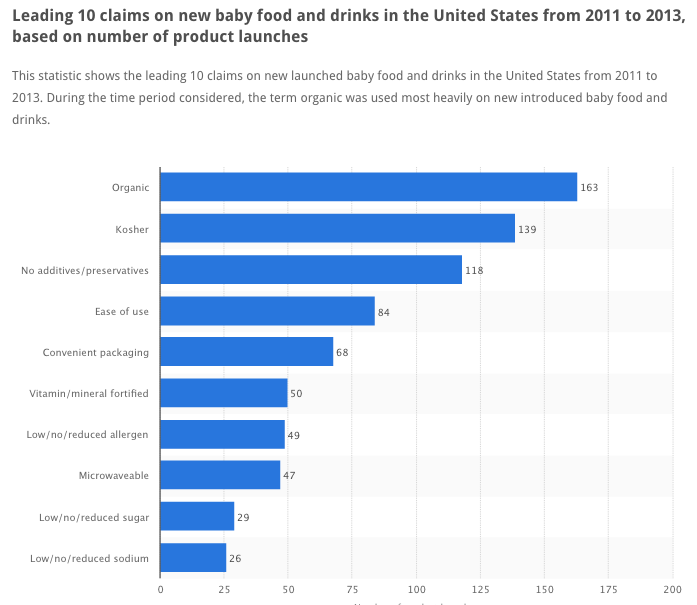 Leading 10 claims on new baby food and drinks in the United States from 2011 to 2013,
based on number of product launches
This statistic shows the leading 10 claims on new launched baby food and drinks in the United States from 2011 to
2013. During the time period considered, the term organic was used most heavily on new introduced baby food and
drinks.
Organic 163
Kosher 139
No additives/preservatives 118
Ease of use 84
Convenient packaging 68
Vitamin/mineral fortified 50
Low/no/reduced allergen 49
Microwaveable 47
Low/no/reduced sugar 29
Low/no/reduced sodium 26
0 25 50 75 100 125 150 175 200